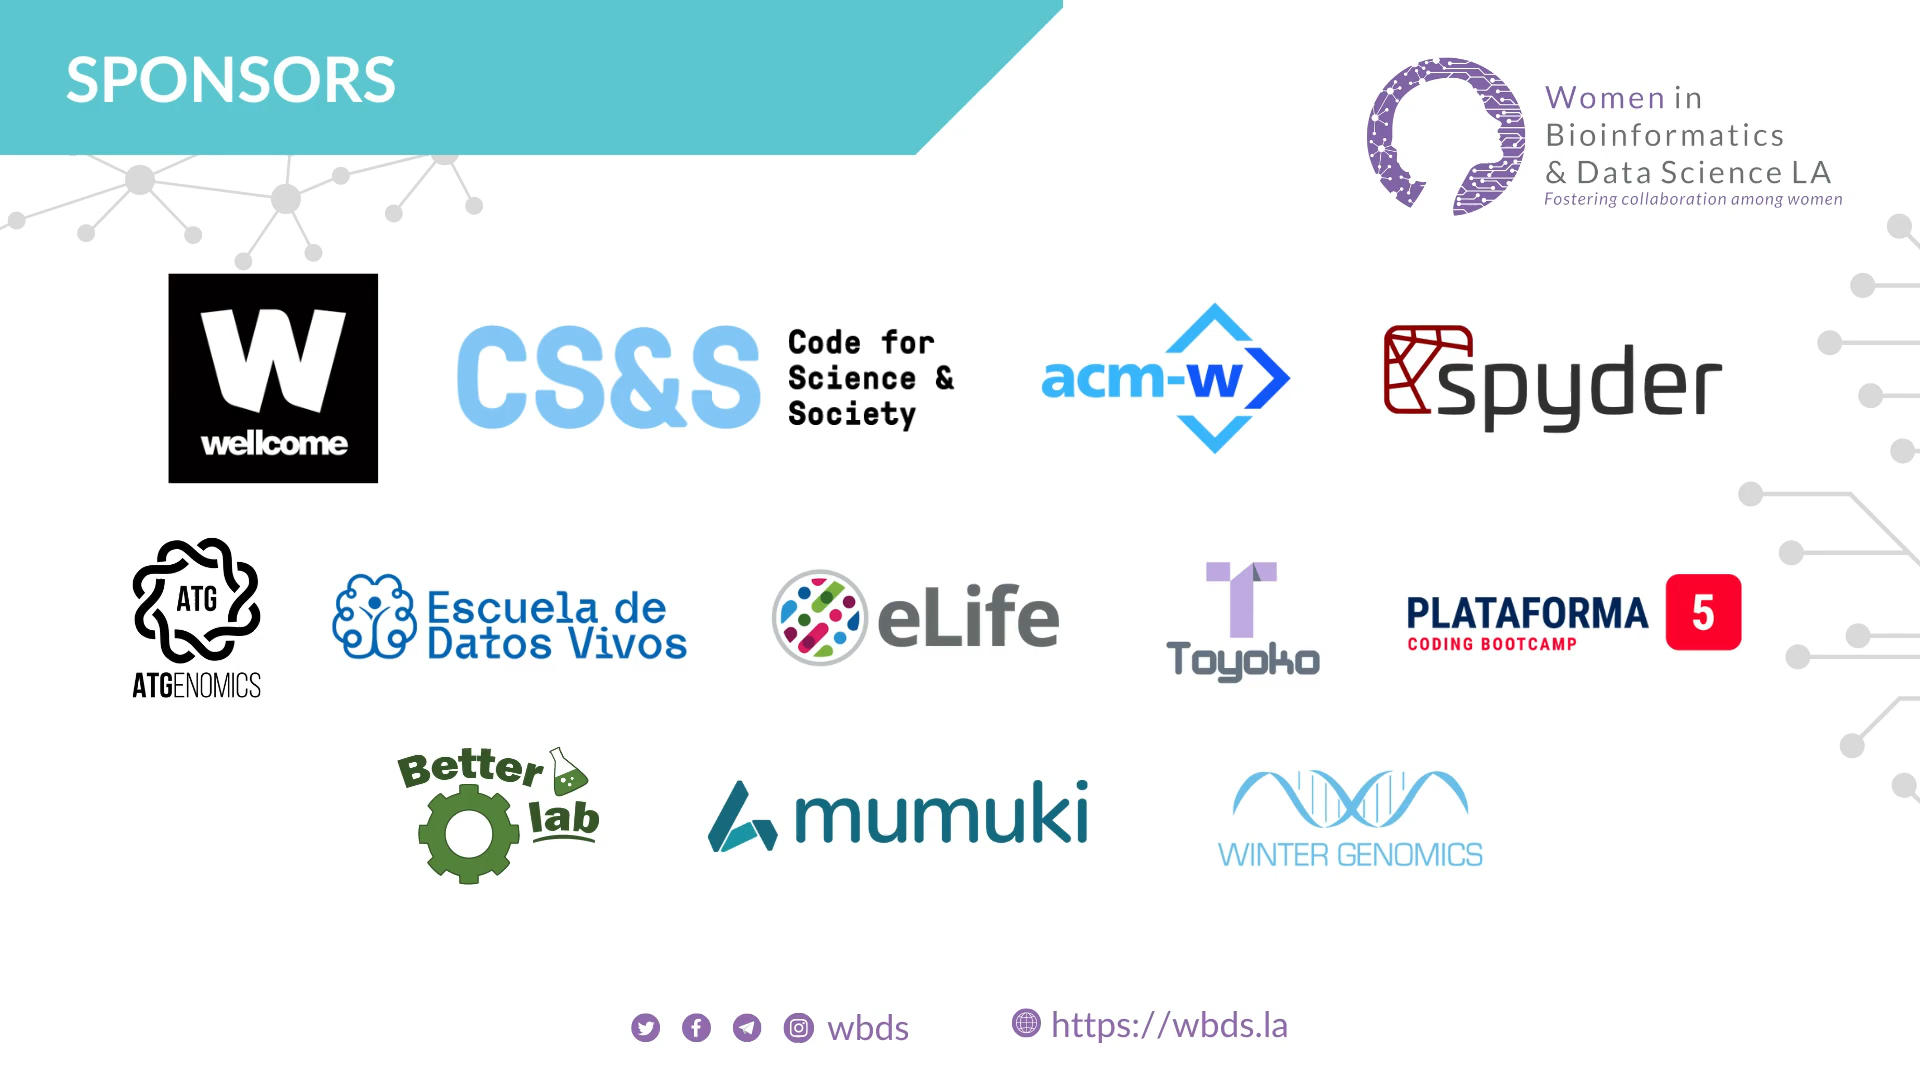 SPONSORS
Women in
Bioinformatics
& Data Science LA
Fostering collaboration among women
W
wellcome
CS&S
Code for
Science &
Society
acm-w
spyder
ATG
ATGENOMICS
Escuela de
Datos Vivos
eLife
Toyoko
PLATAFORMA
CODING BOOTCAMP
5
Better
lab
mumuki
WINTER GENOMICS
wbds
https://wbds.la